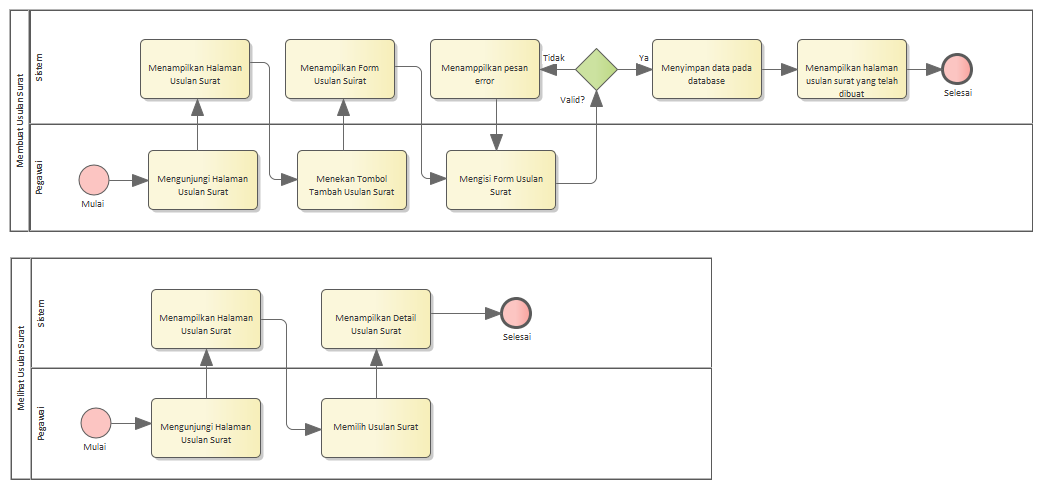 Membuat Usulan Surat
Sistem
Menampilkan Halaman
Usulan Surat
Menampilkan Form
Usulan Suirat
Menamppilkan pesan
error
Tidak
Valid?
Ya
Menyimpan data pada
database
Menampilkan halaman
usulan surat yang telah
dibuat
Selesai
Pegawai
Mulai
Mengunjungi Halaman
Usulan Surat
Menekan Tombol
Tambah Usulan Surat
Mengisi Form Usulan
Surat
Melihat Usulan Surat
Sistem
Menampilkan Halaman
Usulan Surat
Menampilkan Detail
Usulan Surat
Selesai
Pegawai
Mulai
Mengunjungi Halaman
Usulan Surat
Memilih Usulan Surat